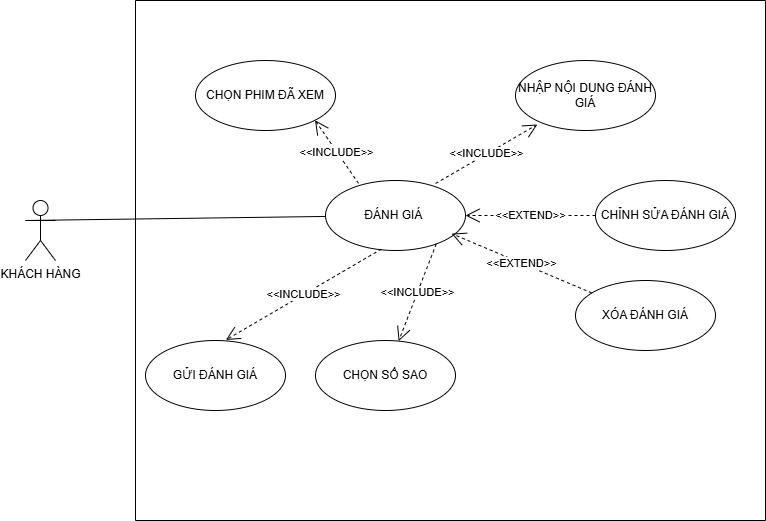 CHỌN PHIM ĐÃ XEM
NHẬP NỘI DUNG ĐÁNH
GIÁ
<<INCLUDE>>
<<INCLUDE>>
ĐÁNH GIÁ
<<EXTEND>>
CHỈNH SỬA ĐÁNH GIÁ
KHÁCH HÀNG
<<EXTEND>>
<<INCLUDE>>
<<INCLUDE>>
XÓA ĐÁNH GIÁ
GỬI ĐÁNH GIÁ
CHỌN SỐ SAO